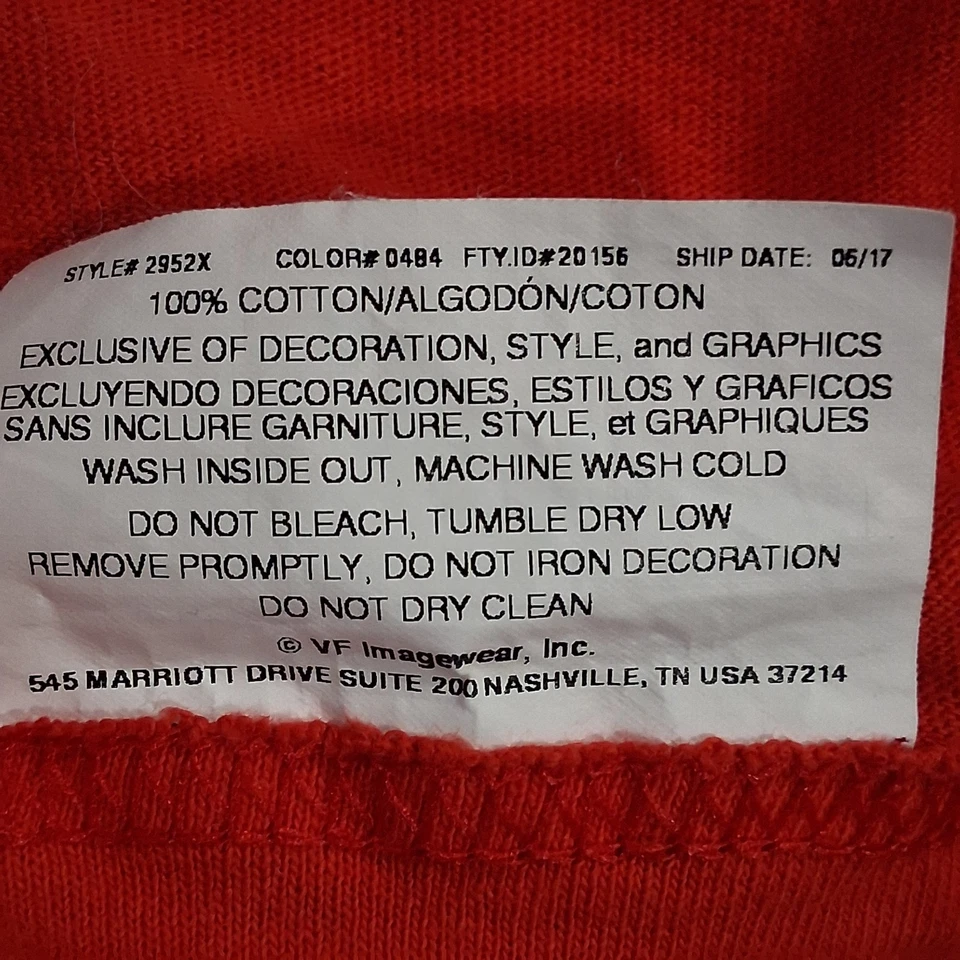 STYLE# 2952X COLOR# 0484 FTY.ID#20156 SHIP DATE: 06/17
100% COTTON/ALGODÓN/COTON
EXCLUSIVE OF DECORATION, STYLE, and GRAPHICS
EXCLUYENDO DECORACIONES, ESTILOS Y GRAFICOS
SANS INCLURE GARNITURE, STYLE, et GRAPHIQUES
WASH INSIDE OUT, MACHINE WASH COLD
DO NOT BLEACH, TUMBLE DRY LOW
REMOVE PROMPTLY, DO NOT IRON DECORATION
DO NOT DRY CLEAN
© VF Imagewear, Inc.
545 MARRIOTT DRIVE SUITE 200 NASHVILLE, TN USA 37214